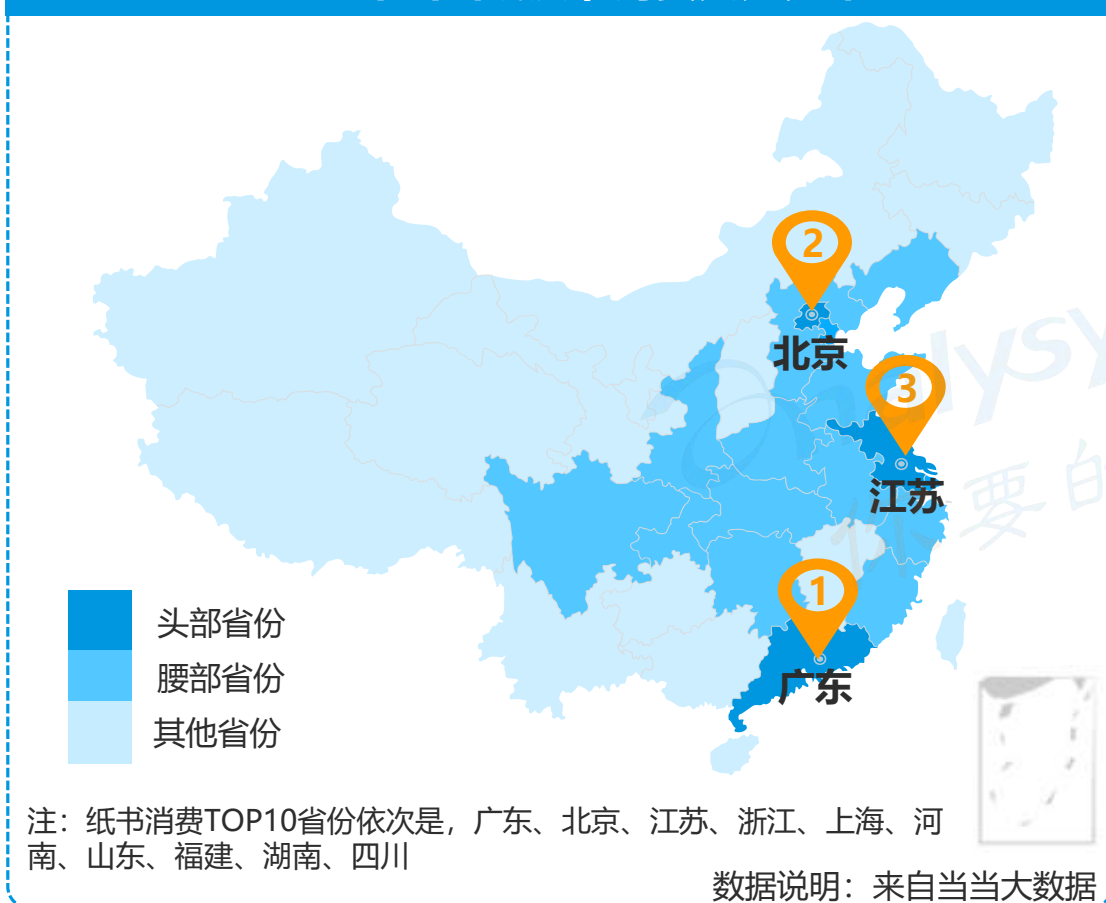 2
北京
3
江苏
1
广东
头部省份
腰部省份
其他省份
注：纸书消费TOP10省份依次是，广东、北京、江苏、浙江、上海、河
南、山东、福建、湖南、四川
数据说明：来自当当大数据